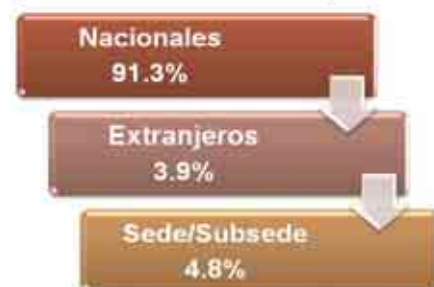 Nacionales
91.3%
Extranjeros
3.9%
Sede/Subsede
4.8%